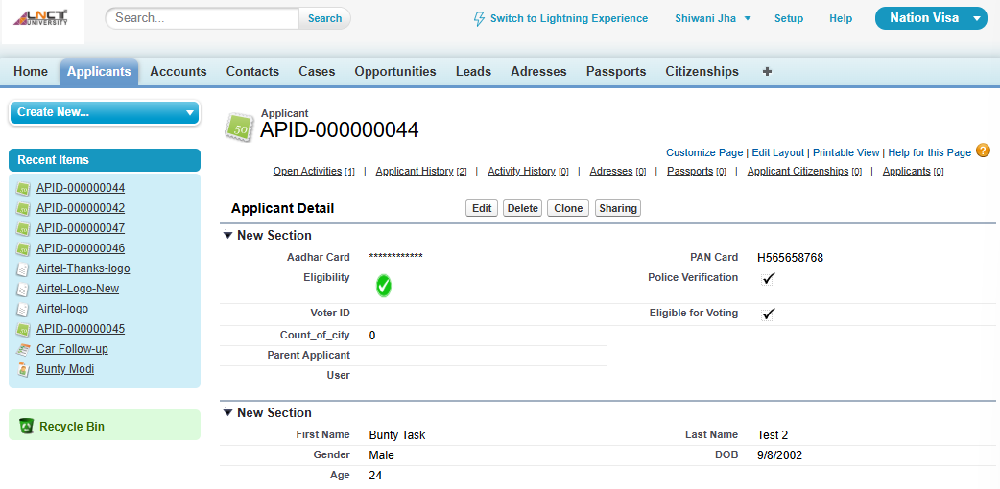 LNCT
UNIVERSITY
Search...
Search
Switch to Lightning Experience
Shiwani Jha
Setup
Help
Nation Visa
Home
Applicants
Accounts
Contacts
Cases
Opportunities
Leads
Adresses
Passports
Citizenships
+
Create New...
Recent Items
APID-000000044
APID-000000042
APID-000000047
APID-000000046
Airtel-Thanks-logo
Airtel-Logo-New
Airtel-logo
APID-000000045
Car Follow-up
Bunty Modi
Recycle Bin
50
Applicant
APID-000000044
Customize Page | Edit Layout | Printable View | Help for this Page ?
Open Activities [1] | Applicant History [2] | Activity History [0] | Adresses [0] | Passports [0] | Applicant Citizenships [0] | Applicants [0]
Applicant Detail
Edit
Delete
Clone
Sharing
New Section
Aadhar Card ************ PAN Card H565658768
Eligibility Police Verification
Voter ID Eligible for Voting
Count_of_city 0
Parent Applicant
User
New Section
First Name Bunty Task Last Name Test 2
Gender Male DOB 9/8/2002
Age 24